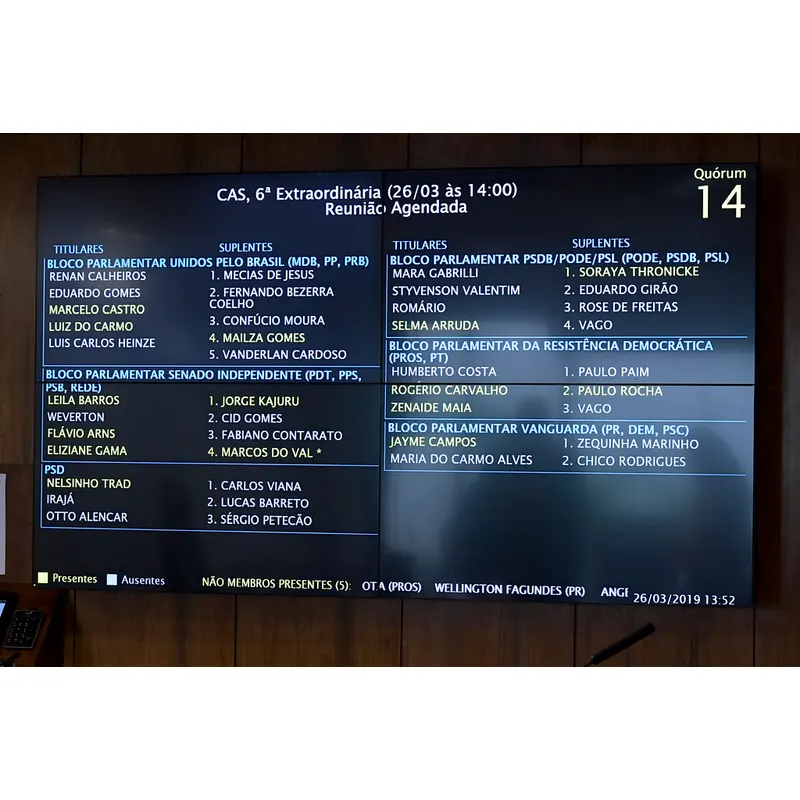 Quórum
14
CAS, 6ª Extraordinária (26/03 às 14:00)
Reunião Agendada
TITULARES SUPLENTES
BLOCO PARLAMENTAR UNIDOS PELO BRASIL (MDB, PP, PRB)
RENAN CALHEIROS 1. MECIAS DE JESUS
EDUARDO GOMES 2. FERNANDO BEZERRA
COELHO
MARCELO CASTRO
LUIZ DO CARMO 3. CONFÚCIO MOURA
LUIS CARLOS HEINZE 4. MAILZA GOMES
5. VANDERLAN CARDOSO
BLOCO PARLAMENTAR SENADO INDEPENDENTE (PDT, PPS,
PSB, REDE)
LEILA BARROS 1. JORGE KAJURU
WEVERTON 2. CID GOMES
FLÁVIO ARNS 3. FABIANO CONTARATO
ELIZIANE GAMA 4. MARCOS DO VAL *
PSD
NELSINHO TRAD 1. CARLOS VIANA
IRAJÁ 2. LUCAS BARRETO
OTTO ALENCAR 3. SÉRGIO PETECÃO
TITULARES SUPLENTES
BLOCO PARLAMENTAR PSDB/PODE/PSL (PODE, PSDB, PSL)
MARA GABRILLI 1. SORAYA THRONICKE
STYVENSON VALENTIM 2. EDUARDO GIRÃO
ROMÁRIO 3. ROSE DE FREITAS
SELMA ARRUDA 4. VAGO
BLOCO PARLAMENTAR DA RESISTÊNCIA DEMOCRÁTICA
(PROS, PT)
HUMBERTO COSTA 1. PAULO PAIM
ROGÉRIO CARVALHO 2. PAULO ROCHA
ZENAIDE MAIA 3. VAGO
BLOCO PARLAMENTAR VANGUARDA (PR, DEM, PSC)
JAYME CAMPOS 1. ZEQUINHA MARINHO
MARIA DO CARMO ALVES 2. CHICO RODRIGUES
Presentes Ausentes NÃO MEMBROS PRESENTES (5): (PROS) WELLINGTON FAGUNDES (PR) ANGE
26/03/2019 13:52